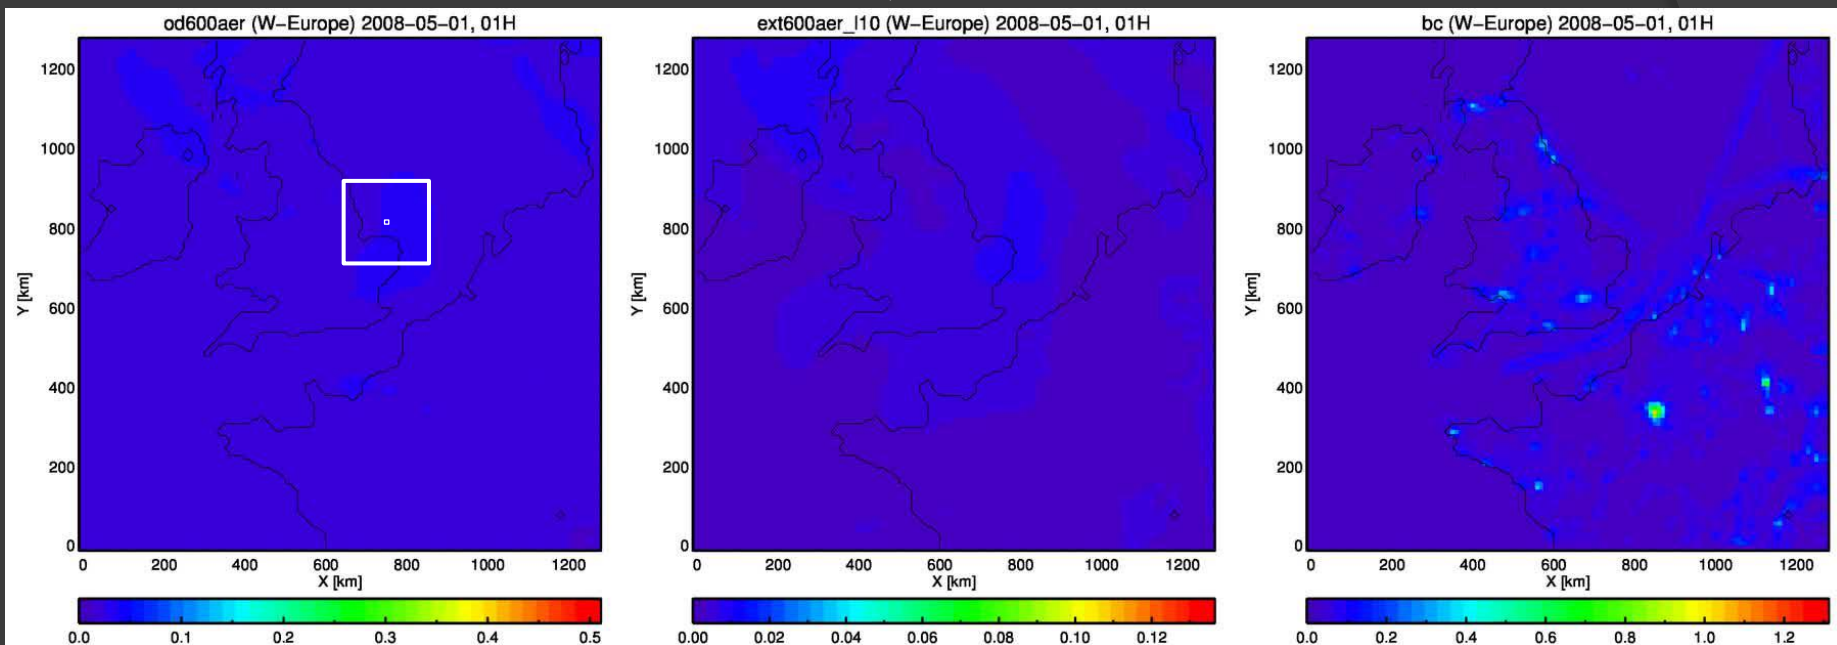 od600aer (W−Europe) 2008−05−01, 01H
1200
1000
800
600
400
200
0
Y [km]
0 200 400 600 800 1000 1200
X [km]
0.0 0.1 0.2 0.3 0.4 0.5
ext600aer_l10 (W−Europe) 2008−05−01, 01H
1200
1000
800
600
400
200
0
Y [km]
0 200 400 600 800 1000 1200
X [km]
0.00 0.02 0.04 0.06 0.08 0.10 0.12
bc (W−Europe) 2008−05−01, 01H
1200
1000
800
600
400
200
0
Y [km]
0 200 400 600 800 1000 1200
X [km]
0.0 0.2 0.4 0.6 0.8 1.0 1.2